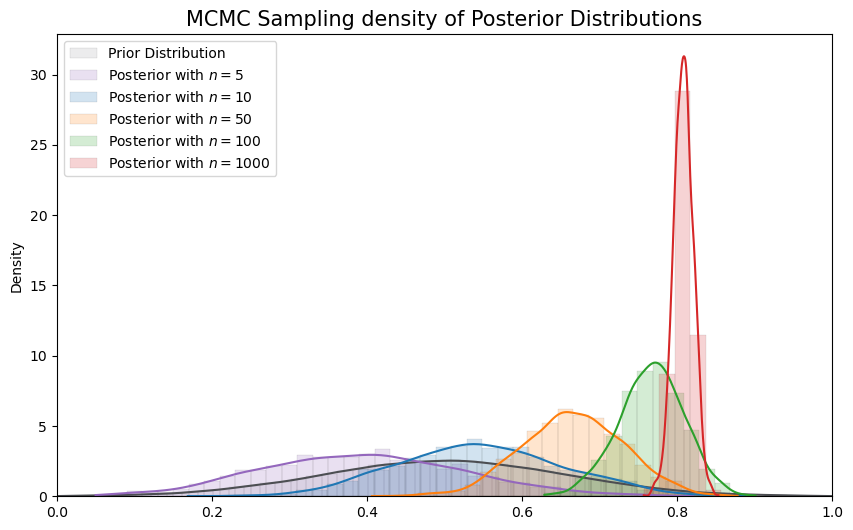 MCMC Sampling density of Posterior Distributions
Prior Distribution
Posterior with n = 5
Posterior with n = 10
Posterior with n = 50
Posterior with n = 100
Posterior with n = 1000
Density
30
25
20
15
10
5
0
0.0 0.2 0.4 0.6 0.8 1.0